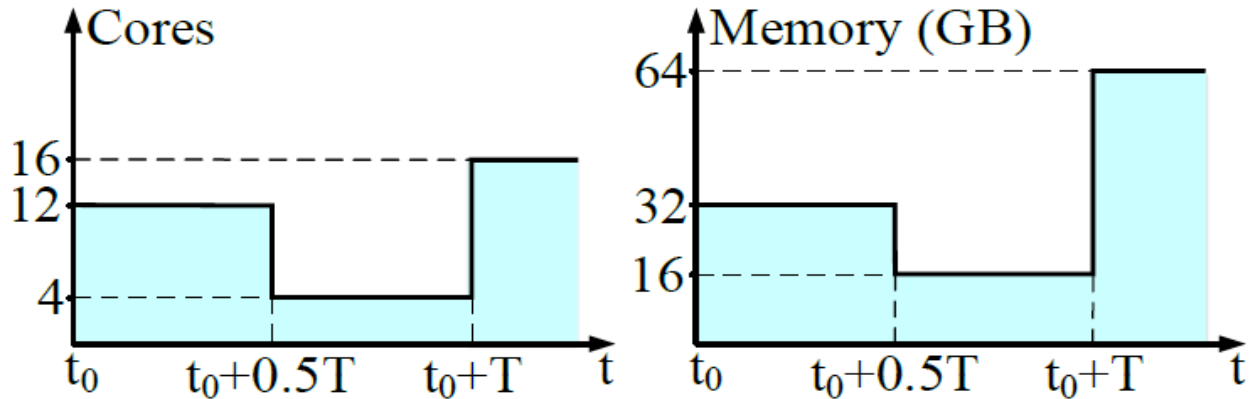 Cores
16
12
4
t₀
t₀+0.5T
t₀+T
t
Memory (GB)
64
32
16
t₀
t₀+0.5T
t₀+T
t